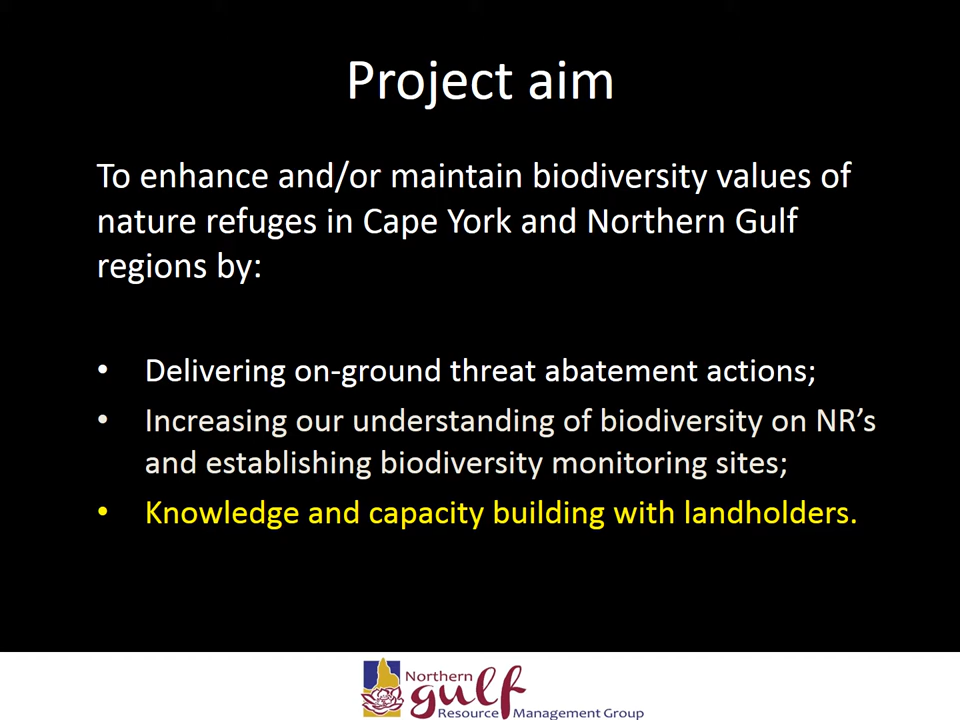 Project aim
To enhance and/or maintain biodiversity values of
nature refuges in Cape York and Northern Gulf
regions by:
• Delivering on-ground threat abatement actions;
• Increasing our understanding of biodiversity on NR’s
and establishing biodiversity monitoring sites;
• Knowledge and capacity building with landholders.
Northern
gulf
Resource Management Group